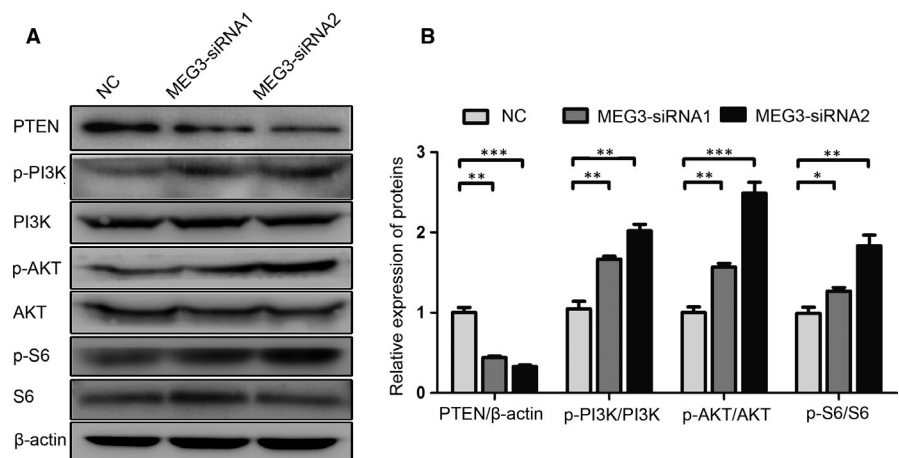 A
NC
MEG3-siRNA1
MEG3-siRNA2
PTEN
p-PI3K
PI3K
p-AKT
AKT
p-S6
S6
β-actin
B
NC
MEG3-siRNA1
MEG3-siRNA2
Relative expression of proteins
3
2
1
0
***
**
**
**
***
**
**
*
PTEN/β-actin
p-PI3K/PI3K
p-AKT/AKT
p-S6/S6